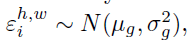 ε_i^{h,w} ∼ N(μ_g, σ_g^2),